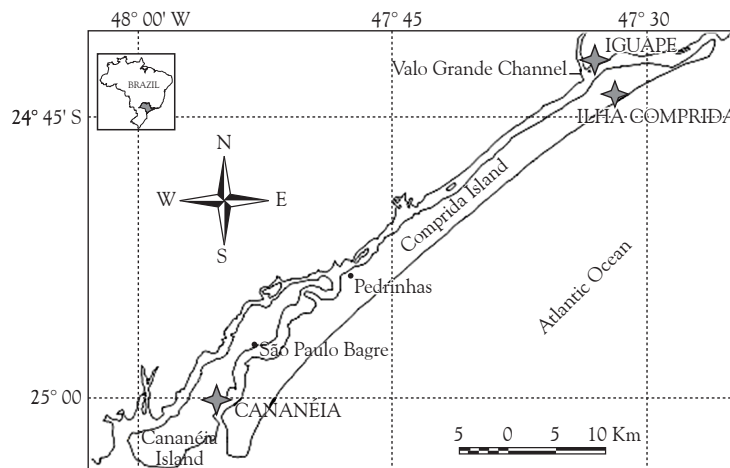 48° 00' W
47° 45
47° 30
IGUAPE
Valo Grande Channel
BRAZIL
24° 45' S
ILHA COMPRIDA
N
W
E
S
Comprida Island
Pedrinhas
Atlantic Ocean
São Paulo Bagre
25° 00
CANANÉIA
Cananéia
Island
5 0 5 10 Km